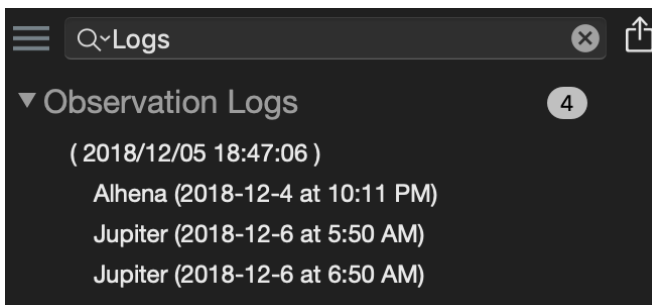 Logs
Observation Logs 4
( 2018/12/05 18:47:06 )
Alhena (2018-12-4 at 10:11 PM)
Jupiter (2018-12-6 at 5:50 AM)
Jupiter (2018-12-6 at 6:50 AM)